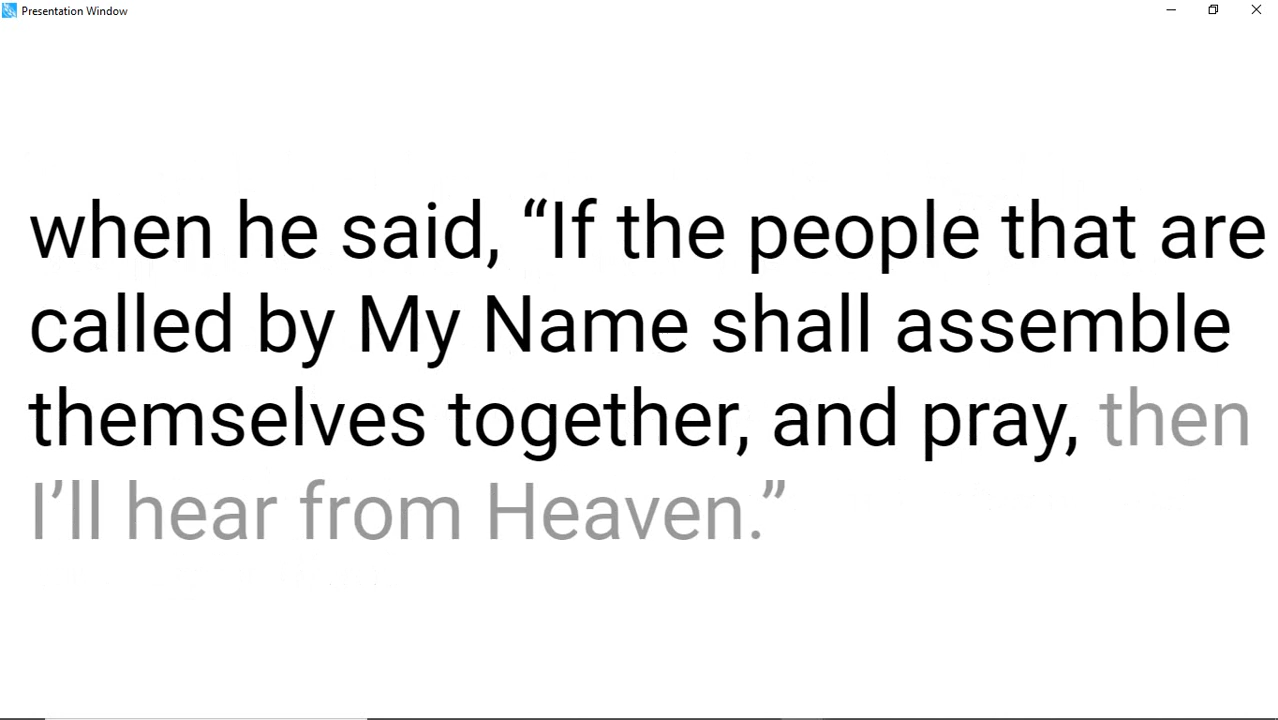 Presentation Window
when he said, “If the people that are
called by My Name shall assemble
themselves together, and pray, then
I’ll hear from Heaven.”